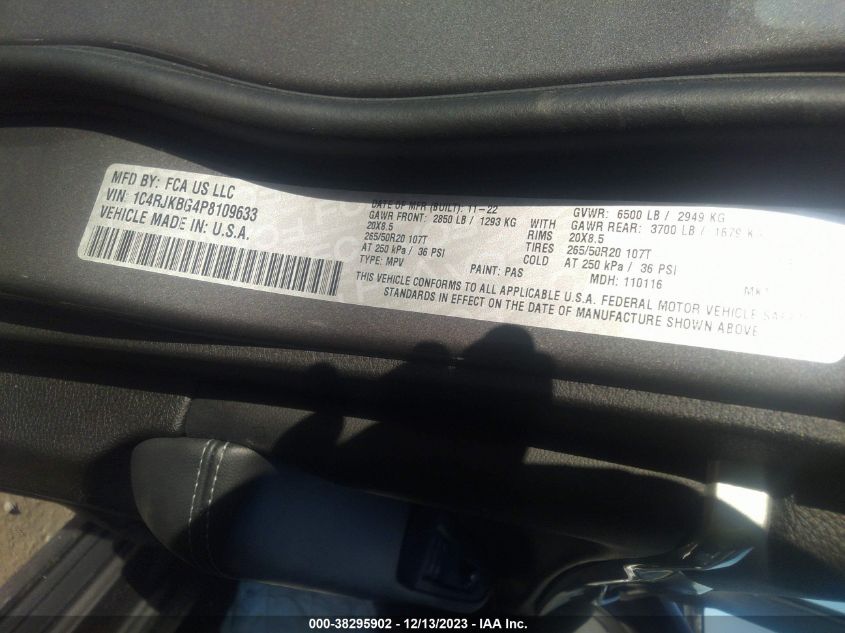 MFD BY: FCA US LLC
VIN: 1C4RJKBG4P8109633
VEHICLE MADE IN: U.S.A.
DATE OF MFR (BUILT): 11-22
GAWR FRONT: 2850 LB / 1293 KG
20X8.5
265/50R20 107T
AT 250 kPa / 36 PSI
TYPE: MPV
PAINT: PAS
WITH
RIMS
TIRES
COLD
GVWR: 6500 LB / 2949 KG
GAWR REAR: 3700 LB / 1679
20X8.5
265/50R20 107T
AT 250 kPa / 36 PSI
MDH: 110116
THIS VEHICLE CONFORMS TO ALL APPLICABLE U.S.A. FEDERAL MOTOR VEHICLE
STANDARDS IN EFFECT ON THE DATE OF MANUFACTURE SHOWN ABOVE
000-38295902 - 12/13/2023 - IAA Inc.